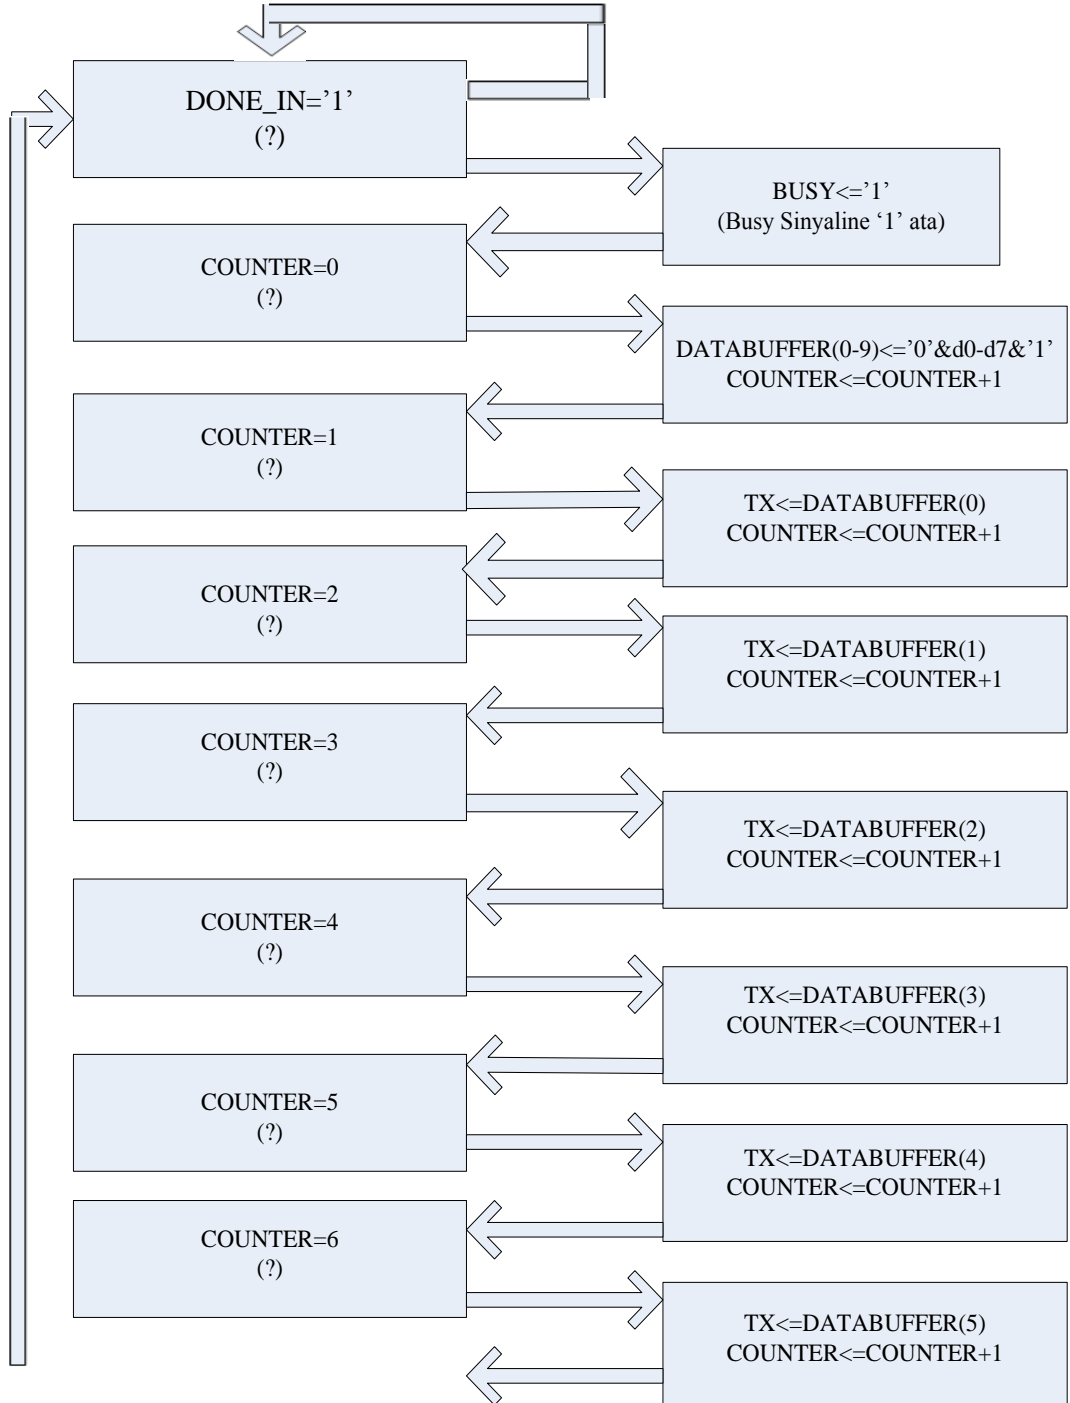 DONE_IN=’1’
(?)
BUSY<=’1’
(Busy Sinyaline ‘1’ ata)
COUNTER=0
(?)
DATABUFFER(0-9)<=’0’&d0-d7&’1’
COUNTER<=COUNTER+1
COUNTER=1
(?)
TX<=DATABUFFER(0)
COUNTER<=COUNTER+1
COUNTER=2
(?)
TX<=DATABUFFER(1)
COUNTER<=COUNTER+1
COUNTER=3
(?)
TX<=DATABUFFER(2)
COUNTER<=COUNTER+1
COUNTER=4
(?)
TX<=DATABUFFER(3)
COUNTER<=COUNTER+1
COUNTER=5
(?)
TX<=DATABUFFER(4)
COUNTER<=COUNTER+1
COUNTER=6
(?)
TX<=DATABUFFER(5)
COUNTER<=COUNTER+1